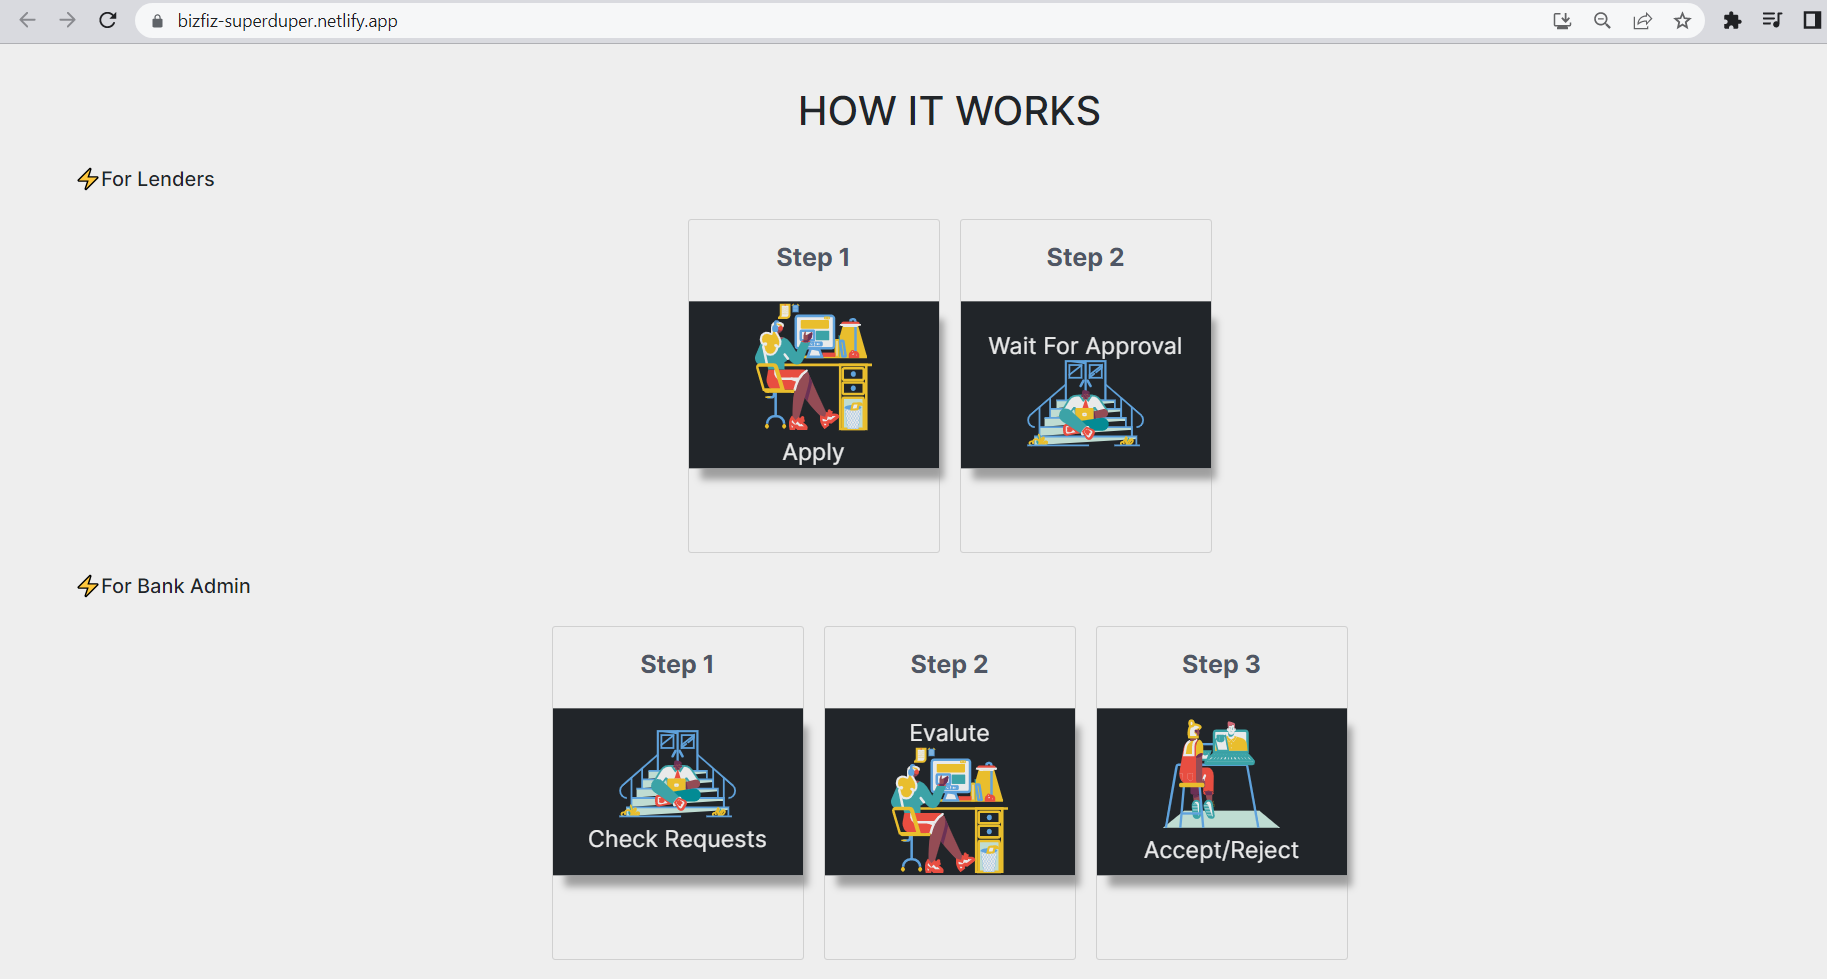 bizfiz-superduper.netlify.app
HOW IT WORKS
⚡For Lenders
Step 1
Step 2
Apply
Wait For Approval
⚡For Bank Admin
Step 1
Step 2
Step 3
Check Requests
Evalute
Accept/Reject